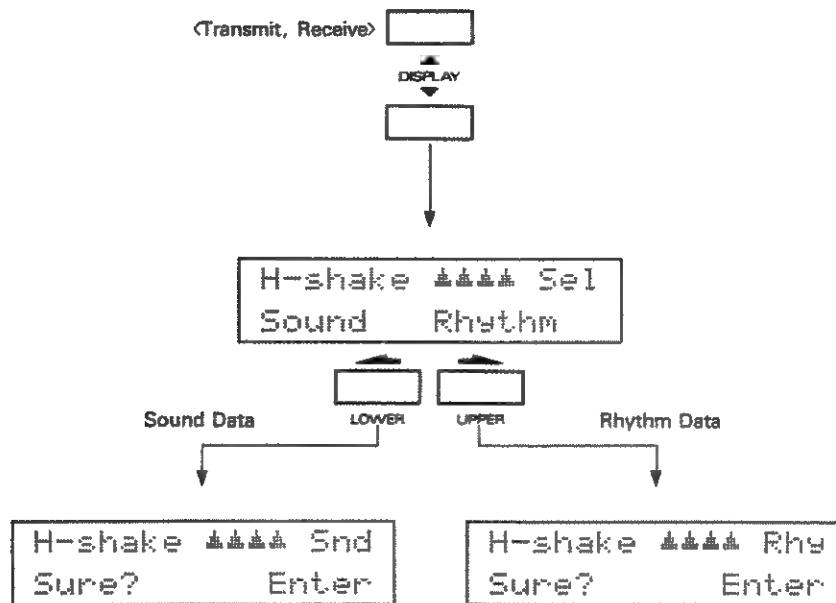 <Transmit, Receive>
DISPLAY
H-shake Sel
Sound Rhythm
LOWER UPPER
Sound Data Rhythm Data
H-shake Snd
Sure? Enter
H-shake Rhy
Sure? Enter